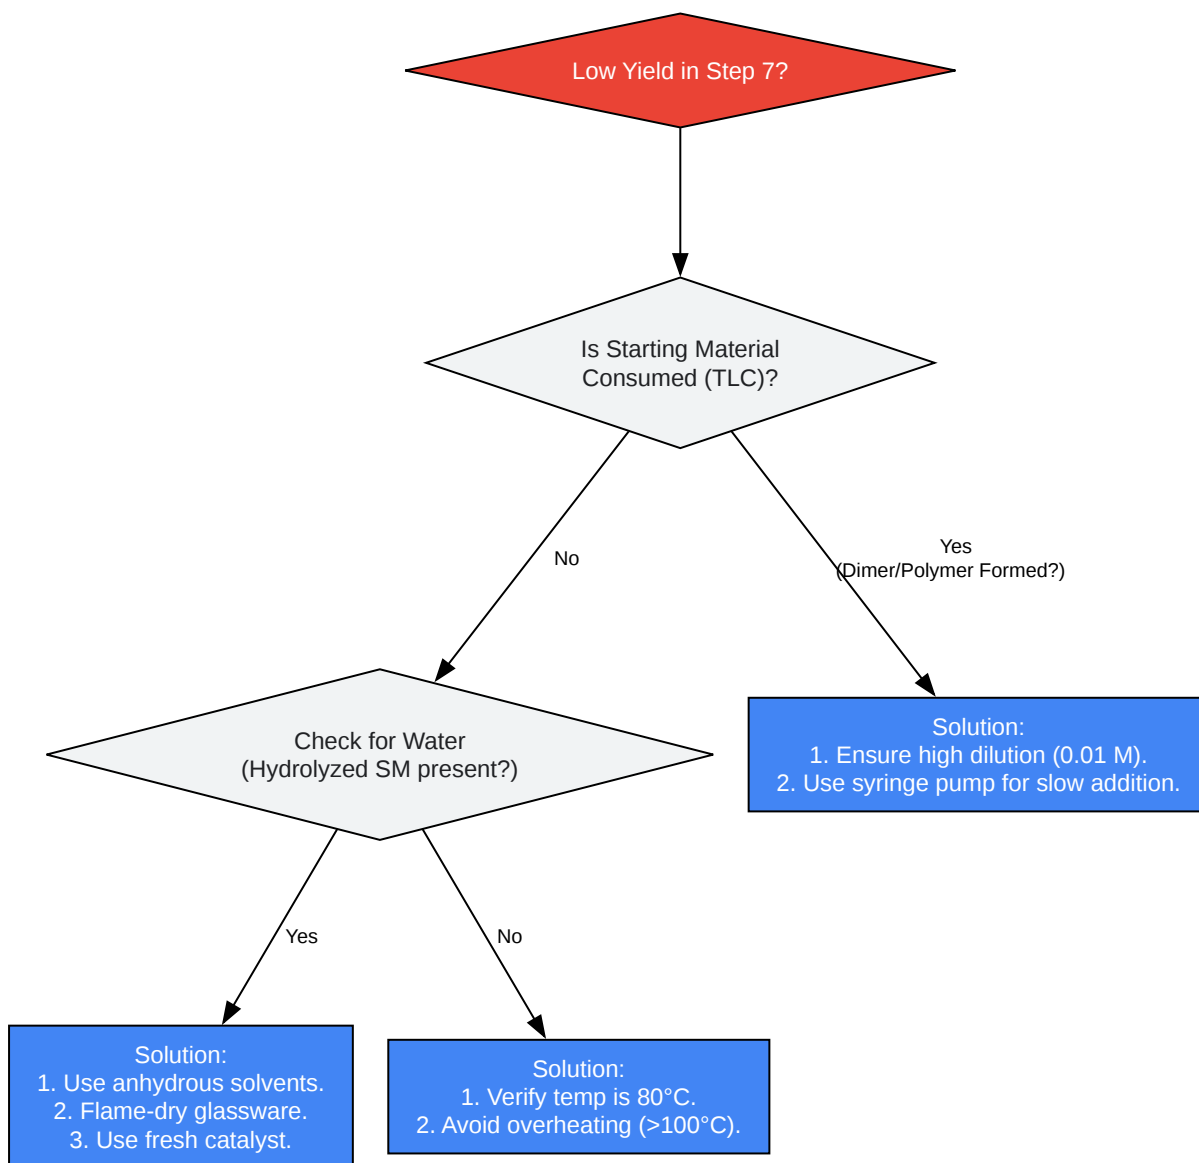 Low Yield in Step 7?
Is Starting Material
Consumed (TLC)?
No
Yes
(Dimer/Polymer Formed?)
Check for Water
(Hydrolyzed SM present?)
Solution:
1. Ensure high dilution (0.01 M).
2. Use syringe pump for slow addition.
Yes
No
Solution:
1. Use anhydrous solvents.
2. Flame-dry glassware.
3. Use fresh catalyst.
Solution:
1. Verify temp is 80°C.
2. Avoid overheating (>100°C).